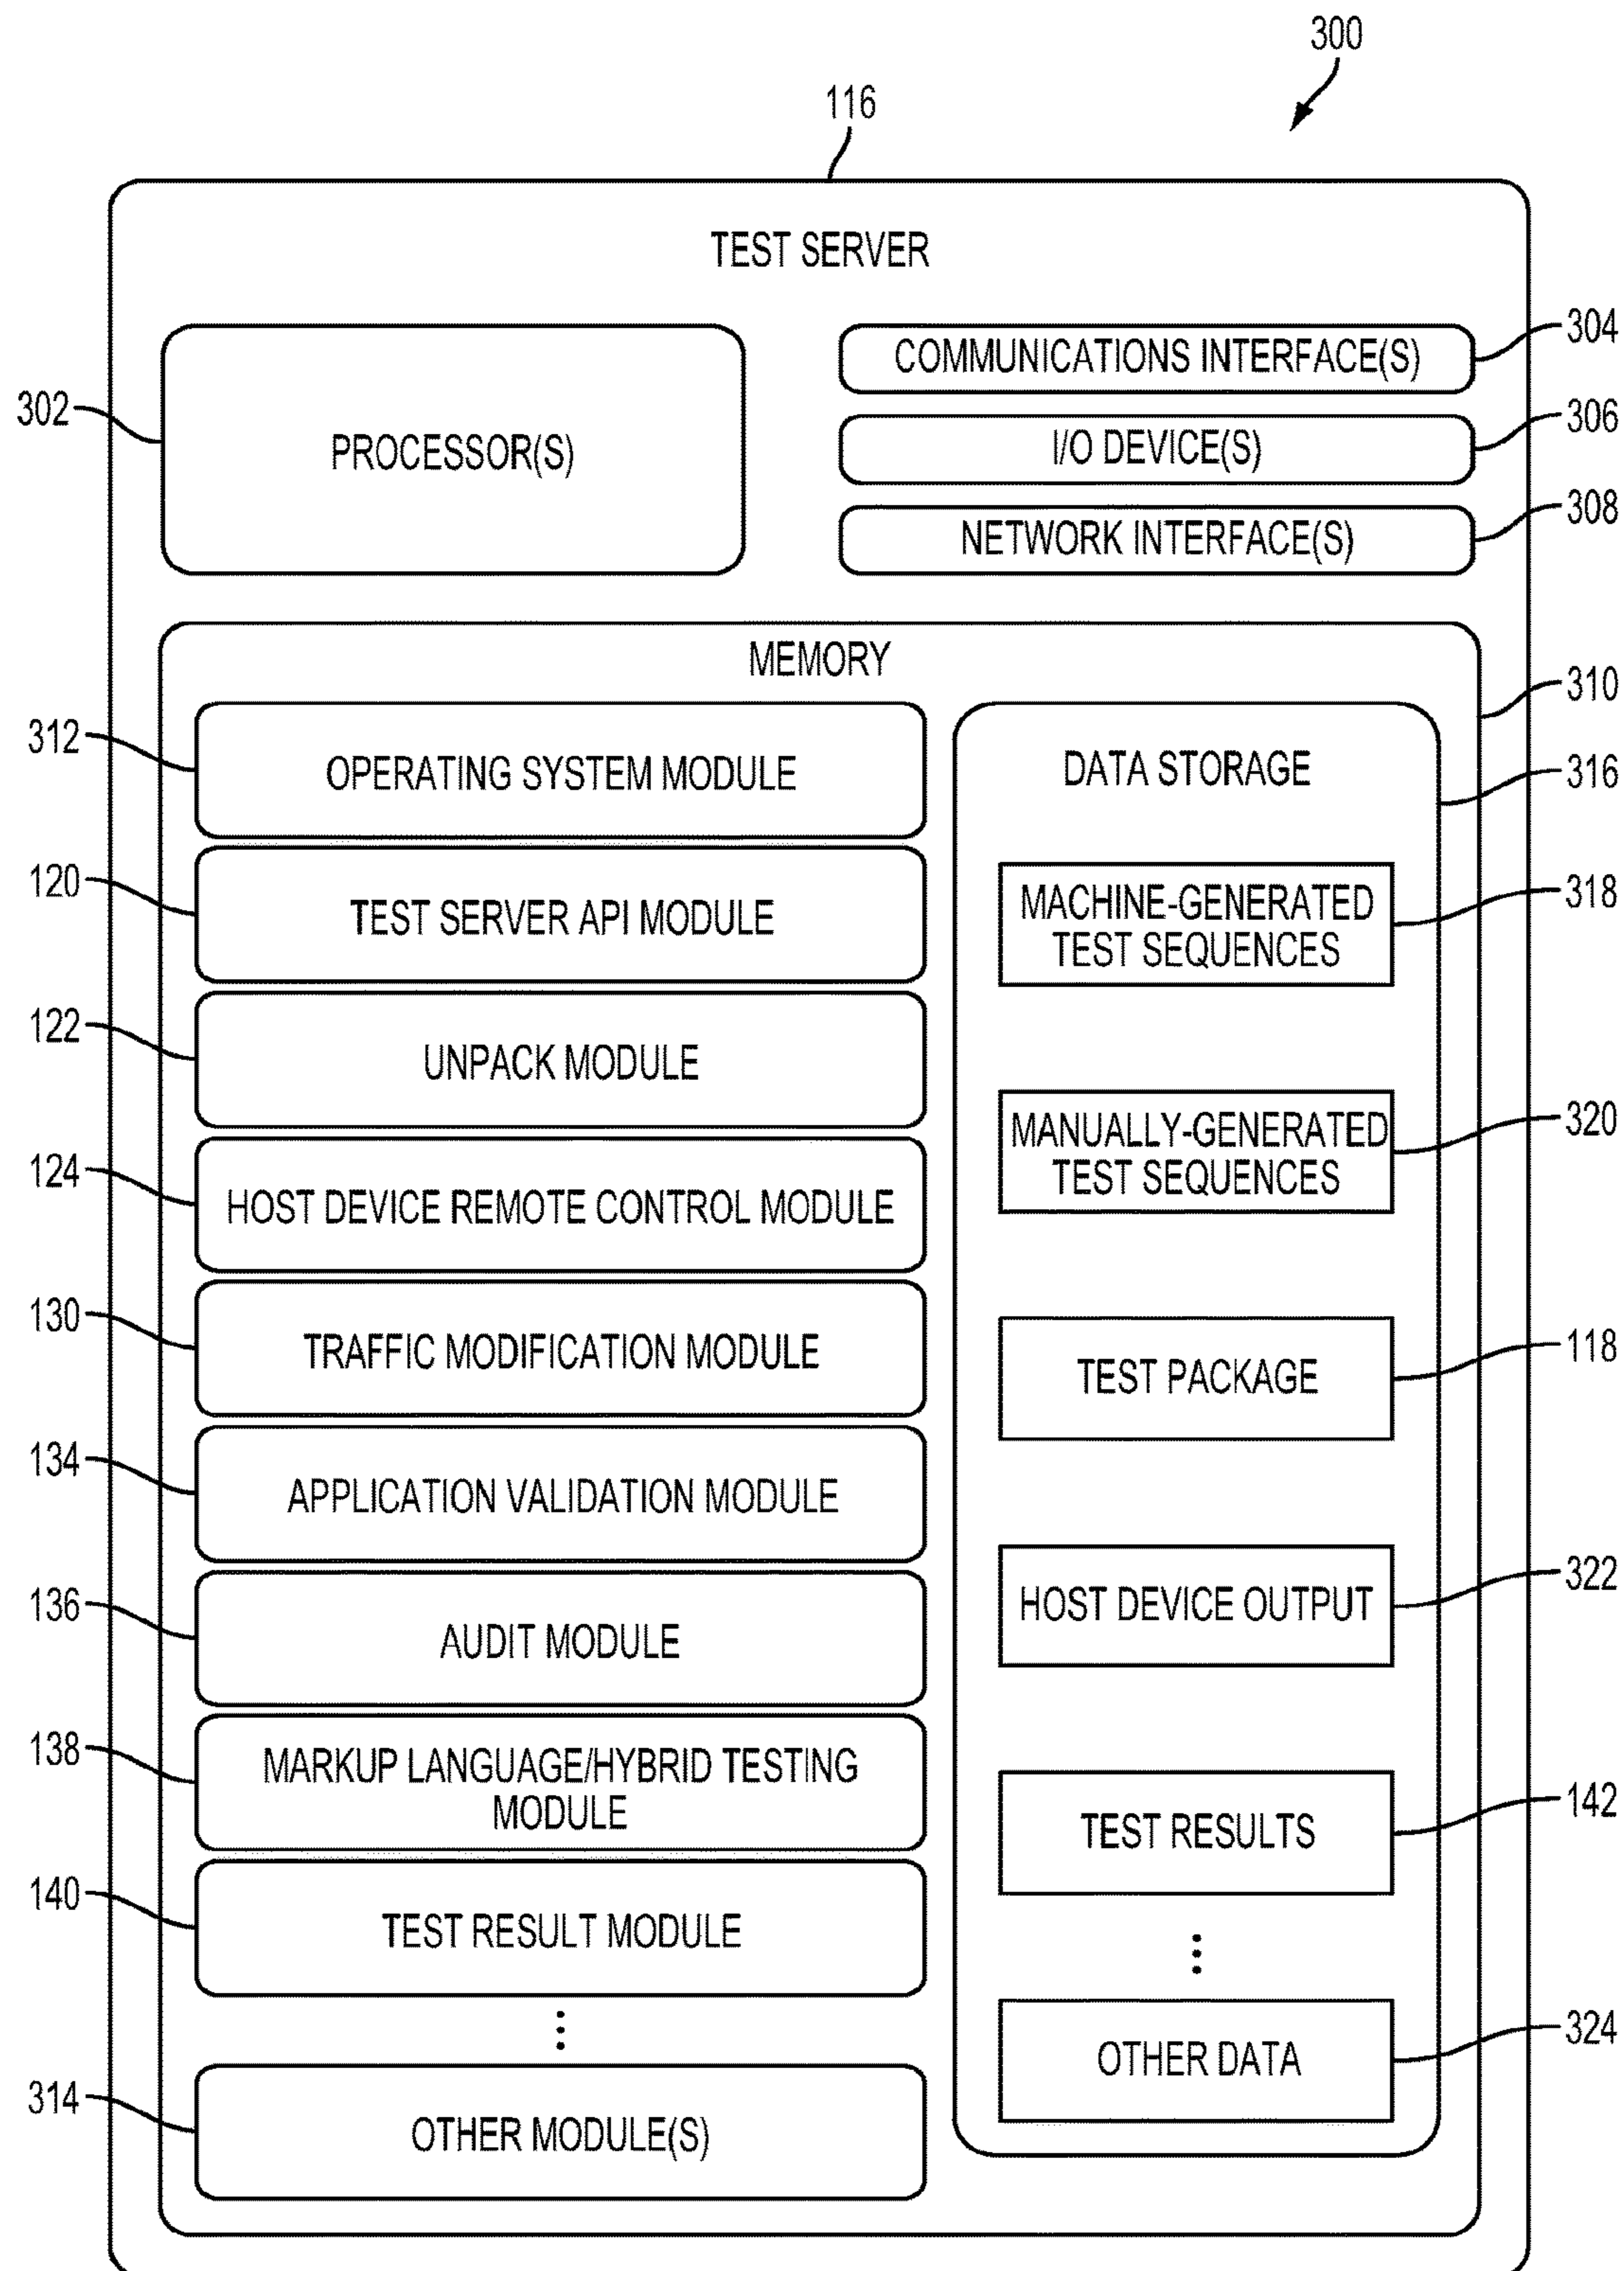 300
116
TEST SERVER
302
PROCESSOR(S)
COMMUNICATIONS INTERFACE(S)
304
I/O DEVICE(S)
306
NETWORK INTERFACE(S)
308
MEMORY
310
312
OPERATING SYSTEM MODULE
120
TEST SERVER API MODULE
122
UNPACK MODULE
124
HOST DEVICE REMOTE CONTROL MODULE
130
TRAFFIC MODIFICATION MODULE
134
APPLICATION VALIDATION MODULE
136
AUDIT MODULE
138
MARKUP LANGUAGE/HYBRID TESTING
MODULE
140
TEST RESULT MODULE
⋮
314
OTHER MODULE(S)
DATA STORAGE
316
MACHINE-GENERATED
TEST SEQUENCES
318
MANUALLY-GENERATED
TEST SEQUENCES
320
TEST PACKAGE
118
HOST DEVICE OUTPUT
322
TEST RESULTS
142
⋮
OTHER DATA
324